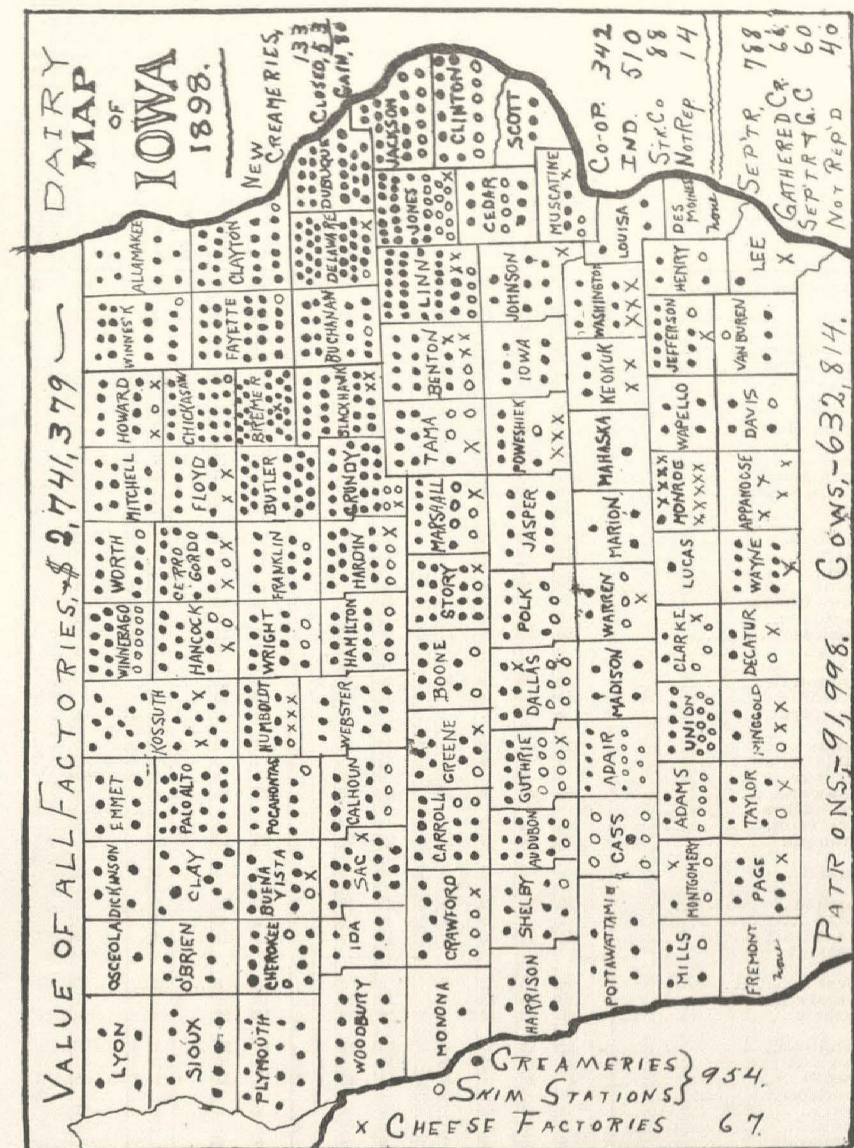 VALUE OF ALL FACTORIES,-$ 2,741,379 —
DAIRY
MAP
OF
IOWA
1898.
NEW
CREAMERIES,
133
CLOSED, 53
GAIN, 80
LYON
OSCEOLA
DICKINSON
EMMET
KOSSUTH
WINNEBAGO
WORTH
MITCHELL
HOWARD
WINNES'K
ALLAMAKEE
SIOUX
O'BRIEN
CLAY
PALO ALTO
HANCOCK
CERRO
GORDO
FLOYD
CHICKASAW
FAYETTE
CLAYTON
PLYMOUTH
CHEROKEE
BUENA
VISTA
POCAHONTAS
HUMBOLDT
WRIGHT
FRANKLIN
BUTLER
BREMER
WOODBURY
IDA
SAC
CALHOUN
WEBSTER
HAMILTON
HARDIN
GRUNDY
BLACKHAWK
BUCHANAN
DELAWARE
DUBUQUE
MONONA
CRAWFORD
CARROLL
GREENE
BOONE
STORY
MARSHALL
TAMA
BENTON
LINN
JONES
JACKSON
CLINTON
HARRISON
SHELBY
AUDUBON
GUTHRIE
DALLAS
POLK
JASPER
POWESHIEK
IOWA
JOHNSON
CEDAR
SCOTT
MUSCATINE
POTTAWATTAMIE
CASS
ADAIR
MADISON
WARREN
MARION
MAHASKA
KEOKUK
WASHINGTON
LOUISA
MILLS
MONTGOMERY
ADAMS
UNION
CLARKE
LUCAS
MONROE
WAPELLO
JEFFERSON
HENRY
DES
MOINES
none
FREMONT
none
PAGE
TAYLOR
RINGGOLD
DECATUR
WAYNE
APPANOOSE
DAVIS
VAN BUREN
LEE
CO-OP. 342
IND. 510
STK. CO 88
NOT REP. 14
SEP'TR, 788
GATHERED CR. 66
SEP'TR & G.C 60
NOT REP'D 40
CREAMERIES
SKIM STATIONS } 954.
x CHEESE FACTORIES 67.
PATRONS,-91,998. COWS,-632,814.